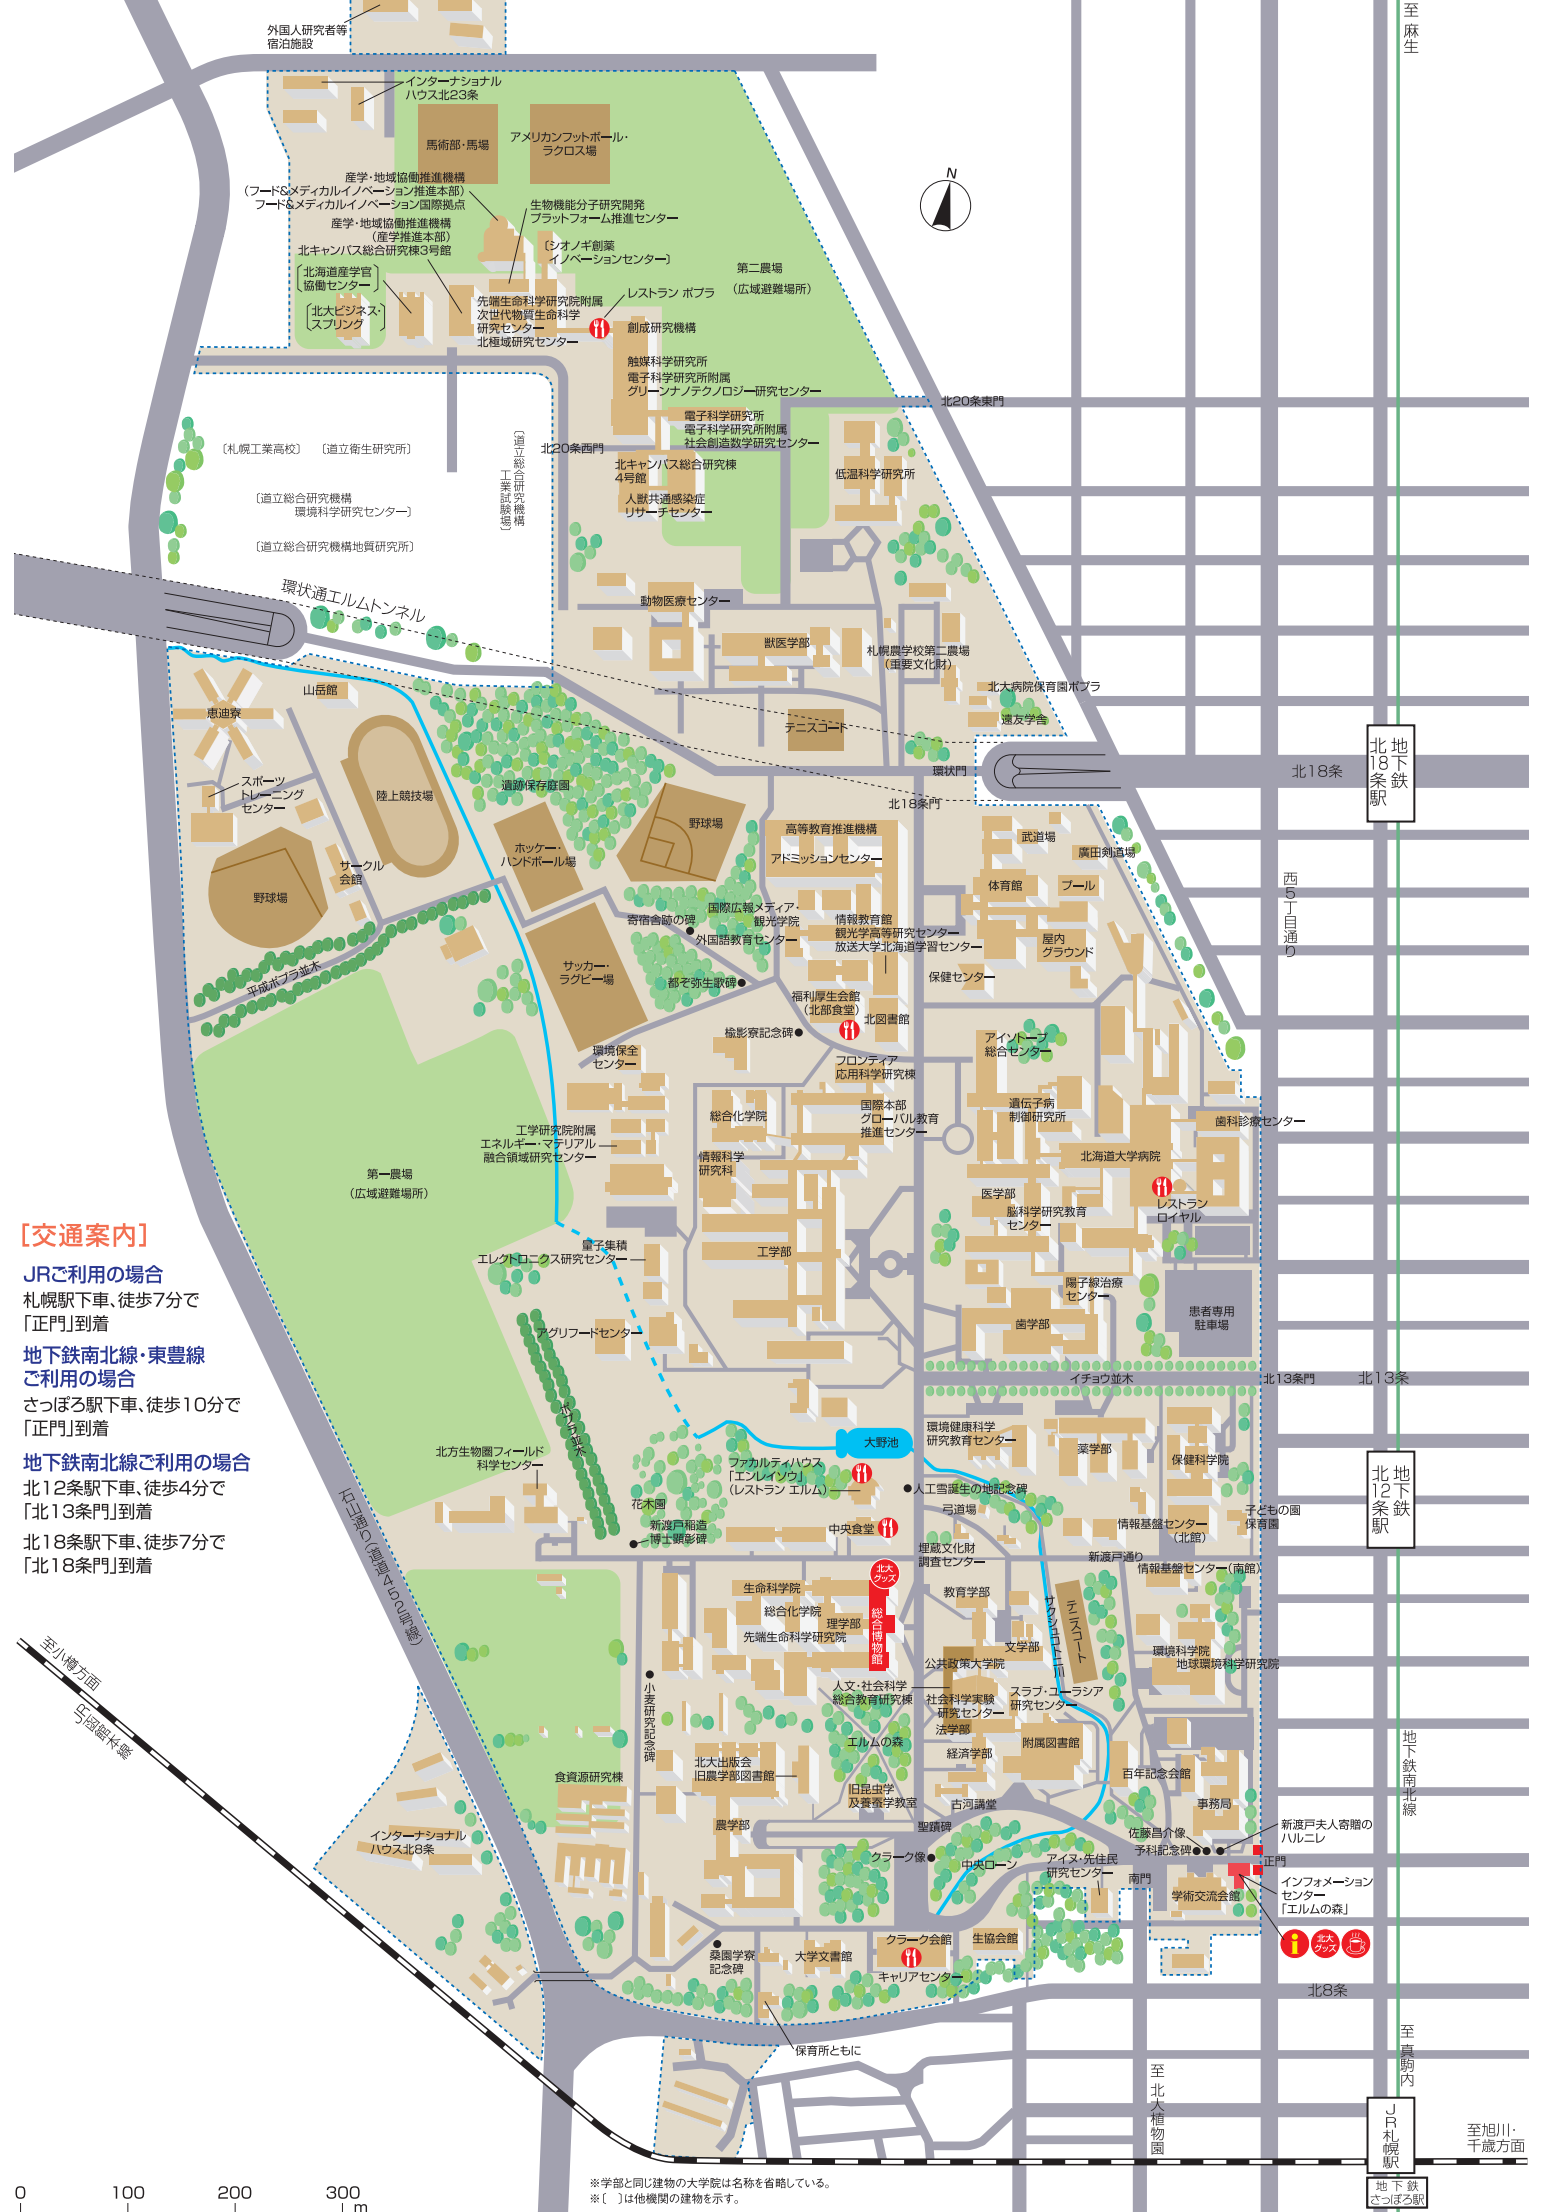 外国人研究者等
宿泊施設
至 麻生
インターナショナル
ハウス北23条
馬術部・馬場
アメリカンフットボール・
ラクロス場
N
産学・地域協働推進機構
(フード&メディカルイノベーション推進本部)
フード&メディカルイノベーション国際拠点
生物機能分子研究開発
プラットフォーム推進センター
産学・地域協働推進機構
(産学推進本部)
北キャンパス総合研究棟3号館
〔シオノギ創薬
イノベーションセンター〕
〔北海道産学官
協働センター〕
第二農場
(広域避難場所)
〔北大ビジネス・
スプリング〕
先端生命科学研究院附属
次世代物質生命科学
研究センター
北極域研究センター
レストラン ポプラ
創成研究機構
触媒科学研究所
電子科学研究所附属
グリーンナノテクノロジー研究センター
電子科学研究所
電子科学研究所附属
社会創造数学研究センター
北20条東門
〔札幌工業高校〕
〔道立衛生研究所〕
〔道立総合研究機構
工業試験場〕
北20条西門
北キャンパス総合研究棟
4号館
低温科学研究所
〔道立総合研究機構
環境科学研究センター〕
人獣共通感染症
リサーチセンター
〔道立総合研究機構地質研究所〕
環状通エルムトンネル
動物医療センター
獣医学部
札幌農学校第二農場
(重要文化財)
山岳館
恵迪寮
北大病院保育園ポプラ
遠友学舎
テニスコート
地下鉄
北18条駅
環状門
北18条
スポーツ
トレーニング
センター
陸上競技場
遺跡保存庭園
北18条門
野球場
高等教育推進機構
武道場
廣田剣道場
ホッケー・
ハンドボール場
アドミッションセンター
サークル
会館
体育館
プール
野球場
西5丁目通り
寄宿舎跡の碑
国際広報メディア・
観光学院
情報教育館
観光学高等研究センター
放送大学北海道学習センター
外国語教育センター
屋内
グラウンド
平成ポプラ並木
サッカー・
ラグビー場
都ぞ弥生歌碑
保健センター
福利厚生会館
(北部食堂)
北図書館
楡影寮記念碑
アイソトープ
総合センター
環境保全
センター
フロンティア
応用科学研究棟
総合化学院
国際本部
グローバル教育
推進センター
遺伝子病
制御研究所
歯科診療センター
工学研究院附属
エネルギー・マテリアル
融合領域研究センター
情報科学
研究科
北海道大学病院
第一農場
(広域避難場所)
医学部
脳科学研究教育
センター
レストラン
ロイヤル
[交通案内]
JRご利用の場合
札幌駅下車、徒歩7分で
「正門」到着
地下鉄南北線・東豊線
ご利用の場合
さっぽろ駅下車、徒歩10分で
「正門」到着
地下鉄南北線ご利用の場合
北12条駅下車、徒歩4分で
「北13条門」到着
北18条駅下車、徒歩7分で
「北18条門」到着
量子集積
エレクトロニクス研究センター
工学部
陽子線治療
センター
アグリフードセンター
歯学部
患者専用
駐車場
イチョウ並木
北13条門
北13条
ポプラ並木
大野池
環境健康科学
研究教育センター
薬学部
保健科学院
地下鉄
北12条駅
北方生物圏フィールド
科学センター
ファカルティハウス
「エンレイソウ」
(レストラン エルム)
人工雪誕生の地記念碑
花木園
弓道場
子どもの園
保育園
石山通り(道道452号線)
新渡戸稲造
博士顕彰碑
中央食堂
情報基盤センター
(北館)
埋蔵文化財
調査センター
新渡戸通り
情報基盤センター(南館)
北大
グッズ
生命科学院
教育学部
総合化学院
理学部
先端生命科学研究院
総合博物館
サクシュコトニ川
テニスコート
文学部
環境科学院
地球環境科学研究院
公共政策大学院
至小樽方面
JR函館本線
小麦研究記念碑
人文・社会科学
総合教育研究棟
社会科学実験
研究センター
スラブ・ユーラシア
研究センター
法学部
エルムの森
附属図書館
経済学部
北大出版会
旧農学部図書館
百年記念会館
食資源研究棟
旧昆虫学
及養蚕学教室
古河講堂
事務局
地下鉄南北線
農学部
聖蹟碑
新渡戸夫人寄贈の
ハルニレ
インターナショナル
ハウス北8条
佐藤昌介像
予科記念碑
クラーク像
中央ローン
アイヌ・先住民
研究センター
正門
南門
学術交流会館
インフォメーション
センター
「エルムの森」
i
北大
グッズ
クラーク会館
生協会館
桑園学寮
記念碑
大学文書館
キャリアセンター
北8条
至 真駒内
保育所ともに
至 北大植物園
JR札幌駅
至旭川・
千歳方面
地下鉄
さっぽろ駅
※学部と同じ建物の大学院は名称を省略している。
※〔 〕は他機関の建物を示す。
0 100 200 300
m